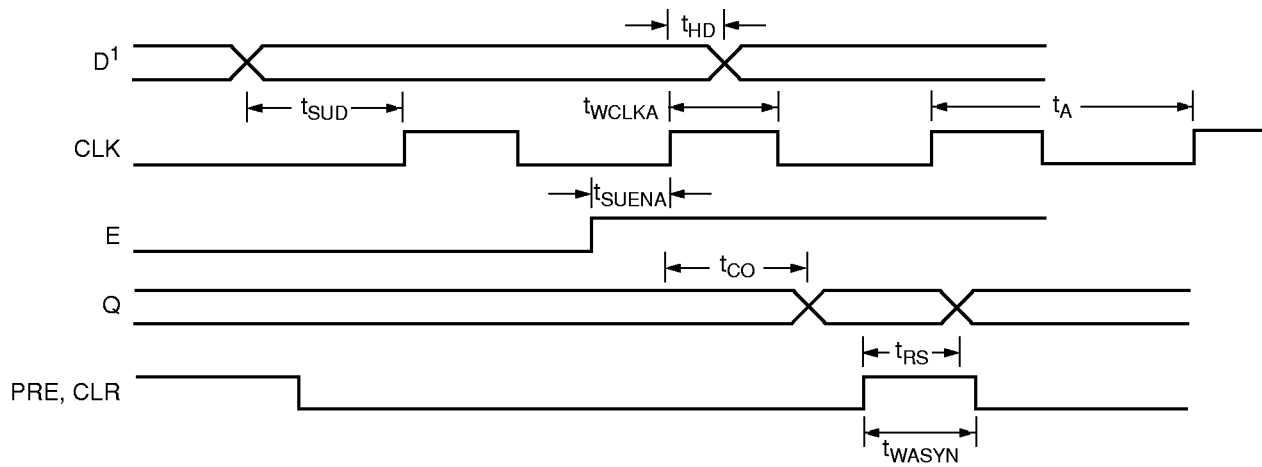 tHD
D1
tSUD
tWCLKA
tA
CLK
tSUENA
E
tCO
Q
tRS
PRE, CLR
tWASYN